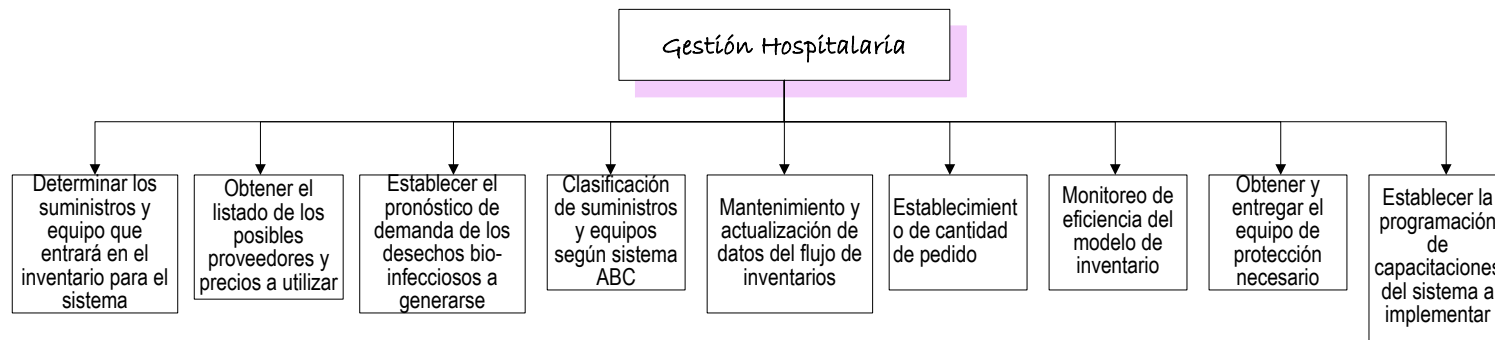 Gestión Hospitalaria
Determinar los
suministros y
equipo que
entrará en el
inventario para el
sistema
Obtener el
listado de los
posibles
proveedores y
precios a utilizar
Establecer el
pronóstico de
demanda de los
desechos bio-
infecciosos a
generarse
Clasificación
de suministros
y equipos
según sistema
ABC
Mantenimiento y
actualización de
datos del flujo de
inventarios
Establecimient
o de cantidad
de pedido
Monitoreo de
eficiencia del
modelo de
inventario
Obtener y
entregar el
equipo de
protección
necesario
Establecer la
programación
de
capacitaciones
del sistema a
implementar